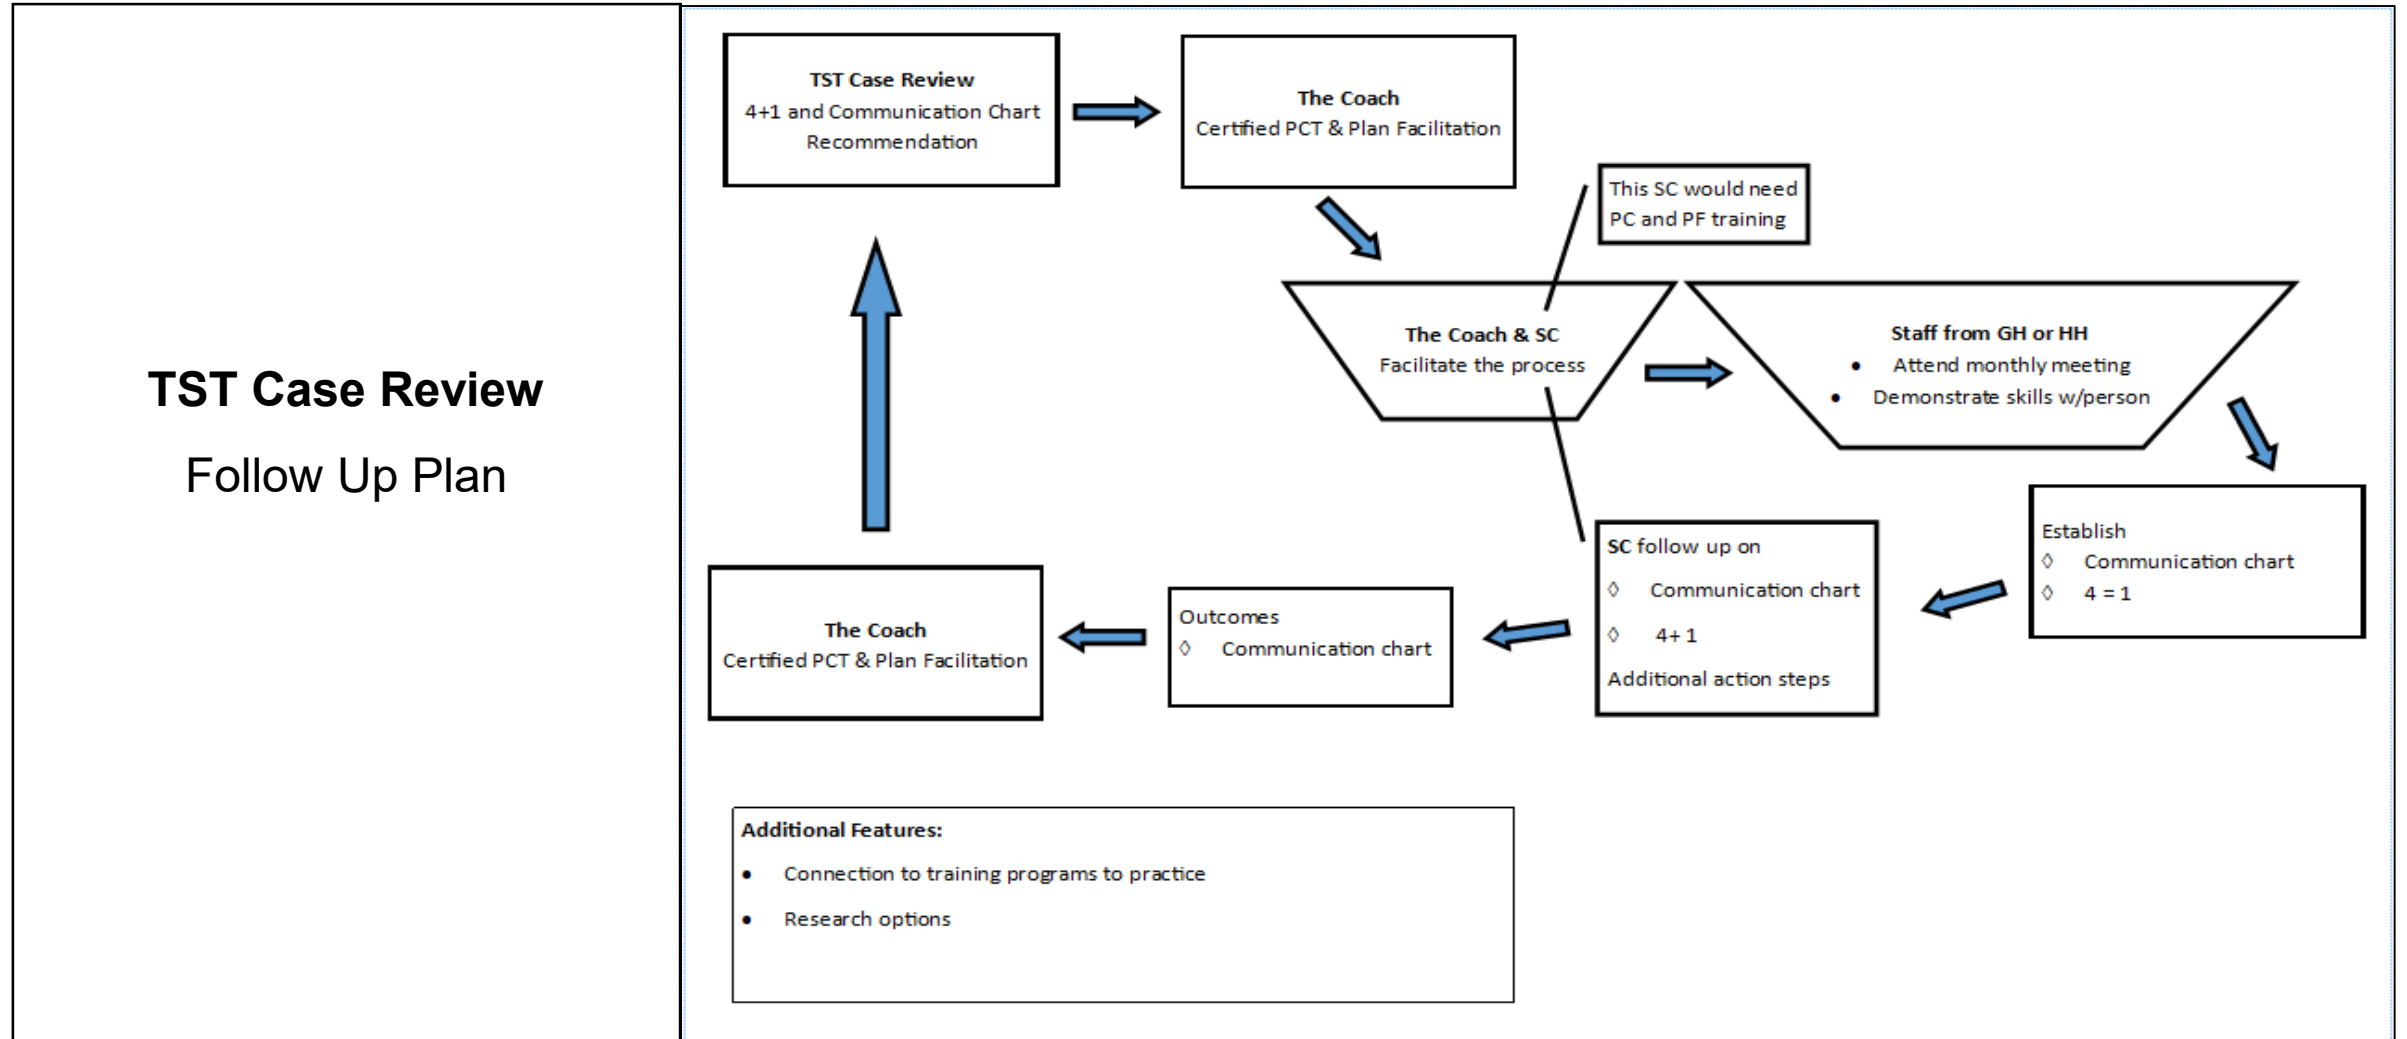 TST Case Review
Follow Up Plan
TST Case Review
4+1 and Communication Chart
Recommendation
The Coach
Certified PCT & Plan Facilitation
This SC would need
PC and PF training
The Coach & SC
Facilitate the process
Staff from GH or HH
• Attend monthly meeting
• Demonstrate skills w/person
Establish
◊ Communication chart
◊ 4 = 1
SC follow up on
◊ Communication chart
◊ 4+ 1
Additional action steps
Outcomes
◊ Communication chart
The Coach
Certified PCT & Plan Facilitation
Additional Features:
• Connection to training programs to practice
• Research options